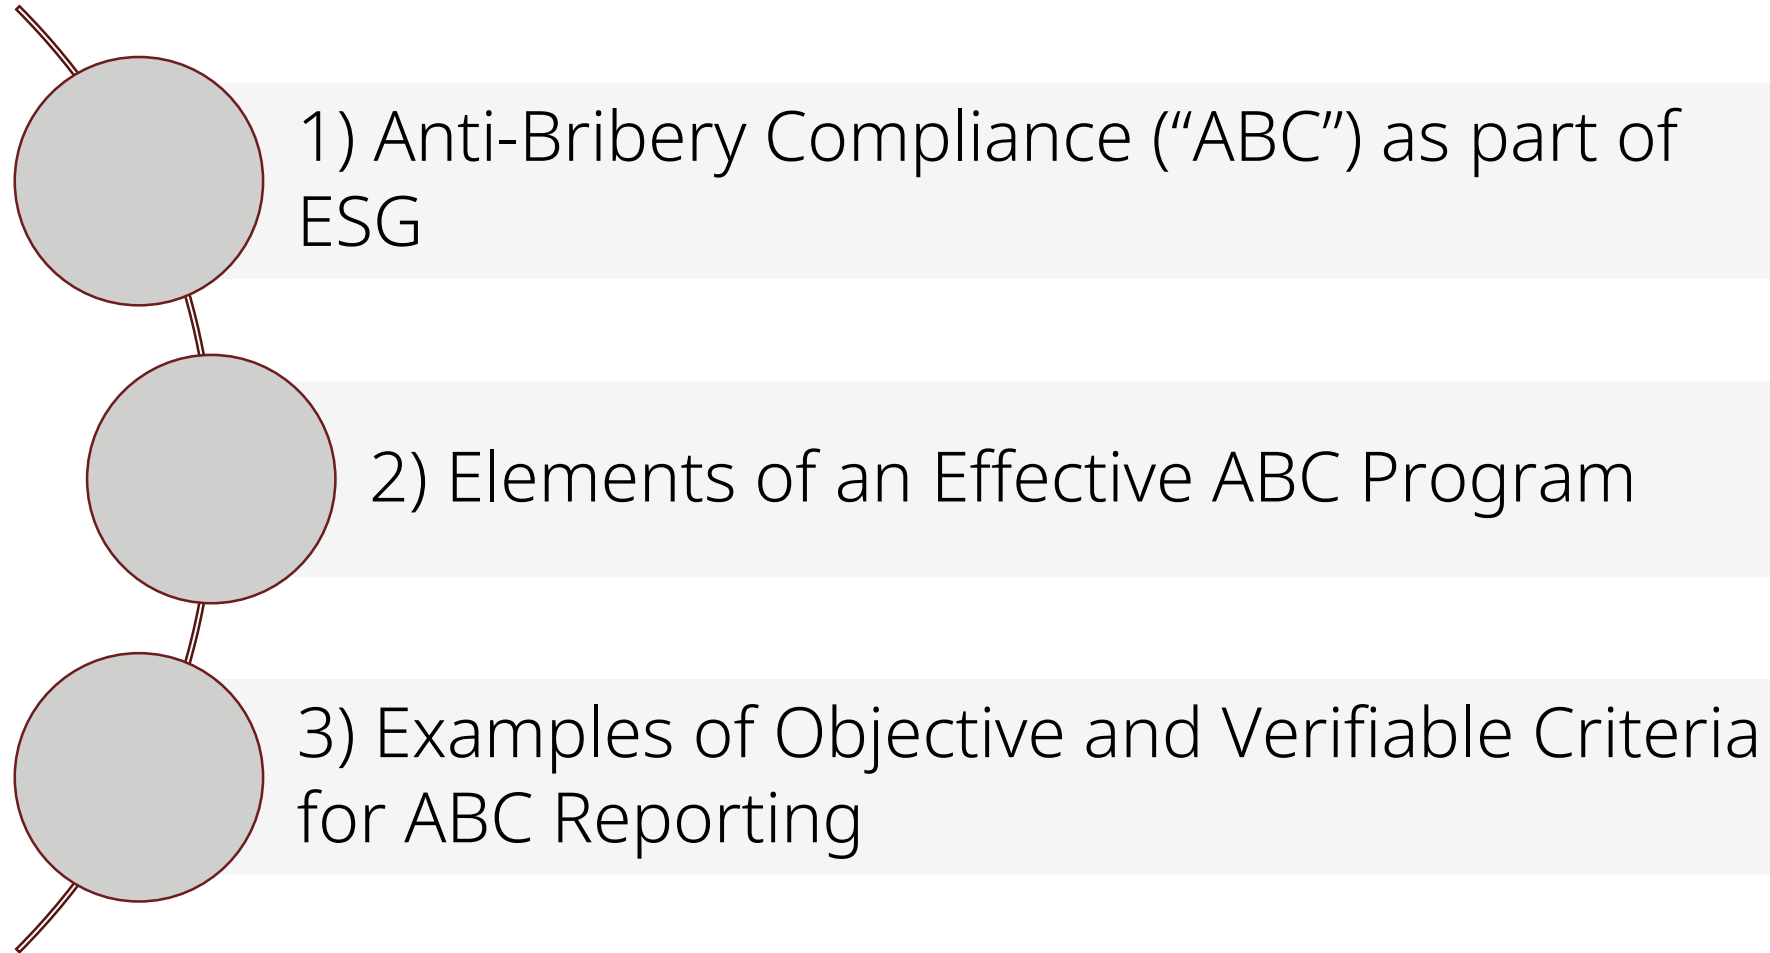 1) Anti-Bribery Compliance (“ABC”) as part of
ESG
2) Elements of an Effective ABC Program
3) Examples of Objective and Verifiable Criteria
for ABC Reporting